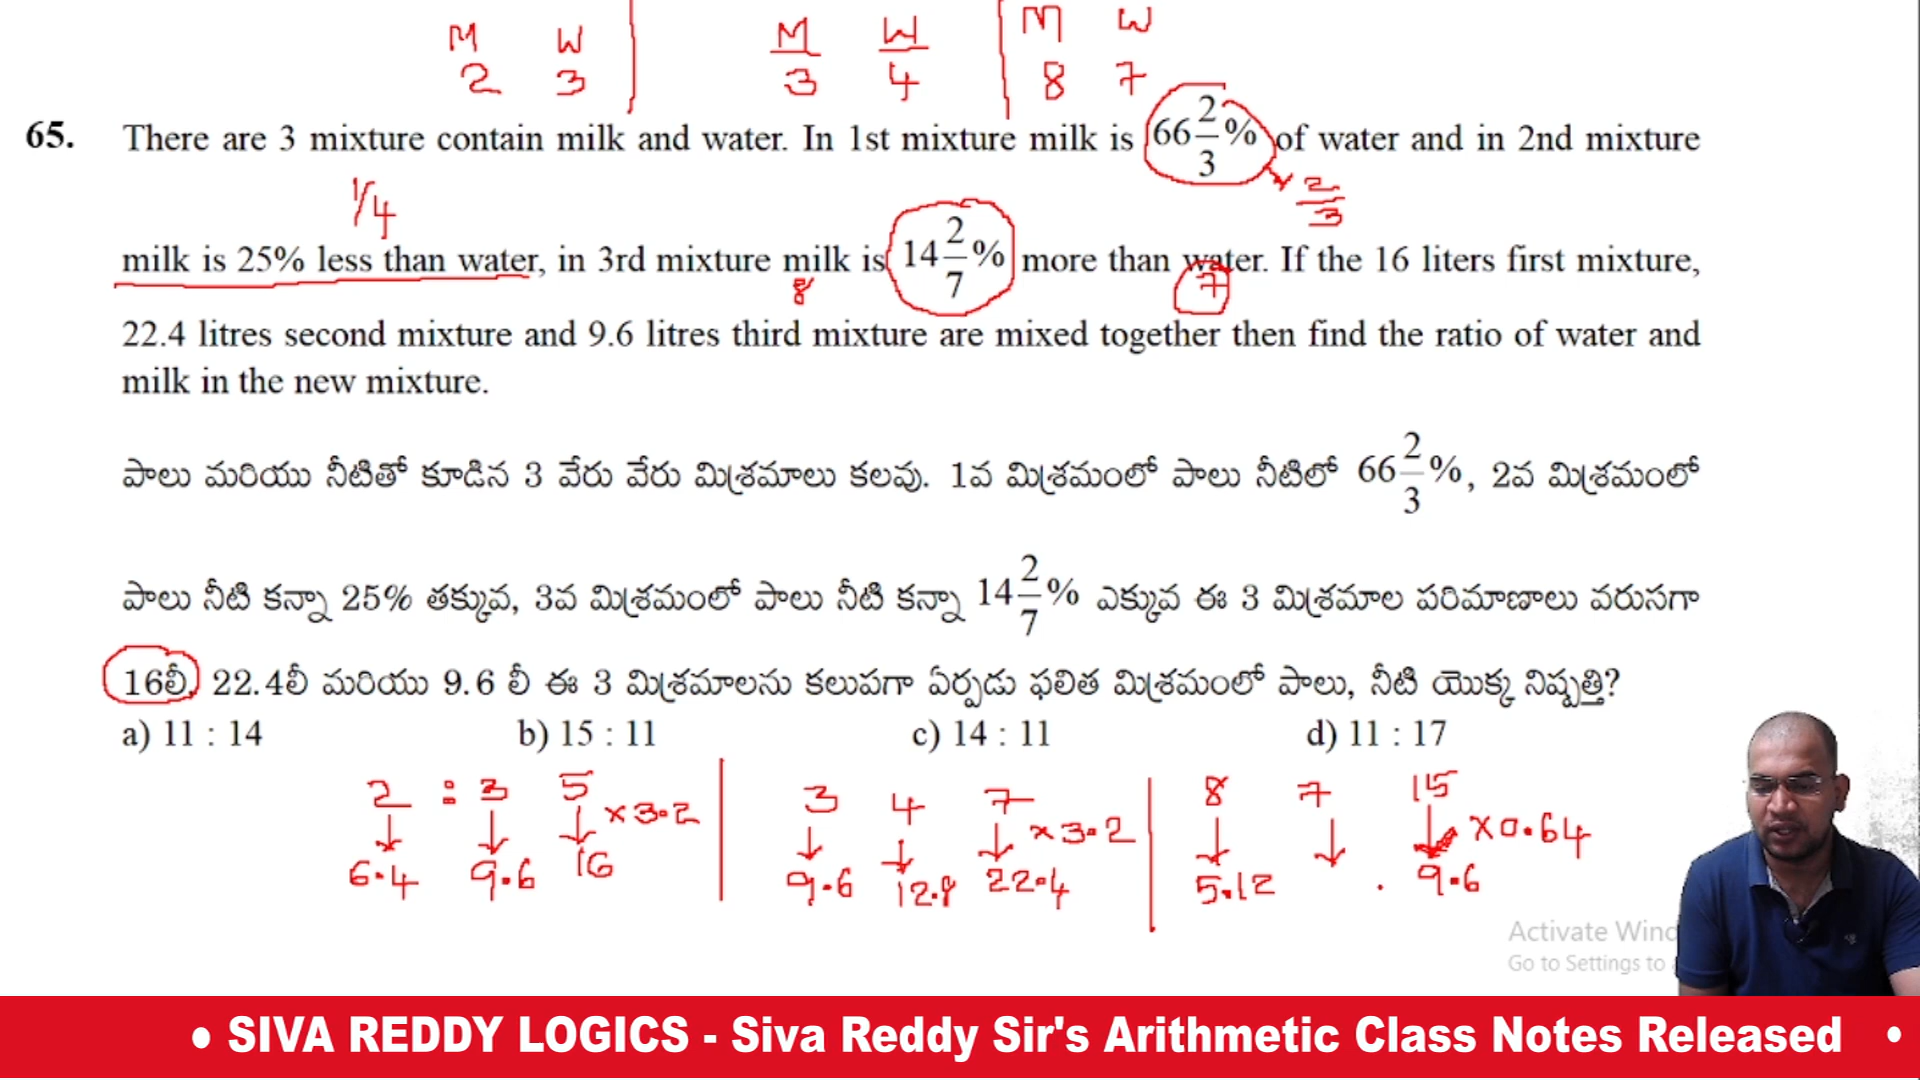 M W M W M W
2 3 3 4 8 7
65. There are 3 mixture contain milk and water. In 1st mixture milk is 66 2/3 % of water and in 2nd mixture
1/4 2/3
milk is 25% less than water, in 3rd mixture milk is 14 2/7 % more than water. If the 16 liters first mixture,
8 7
22.4 litres second mixture and 9.6 litres third mixture are mixed together then find the ratio of water and
milk in the new mixture.
పాలు మరియు నీటితో కూడిన 3 వేరు వేరు మిశ్రమాలు కలవు. 1వ మిశ్రమంలో పాలు నీటిలో 66 2/3 %, 2వ మిశ్రమంలో
పాలు నీటి కన్నా 25% తక్కువ, 3వ మిశ్రమంలో పాలు నీటి కన్నా 14 2/7 % ఎక్కువ ఈ 3 మిశ్రమాల పరిమాణాలు వరుసగా
16లీ, 22.4లీ మరియు 9.6 లీ ఈ 3 మిశ్రమాలను కలుపగా ఏర్పడు ఫలిత మిశ్రమంలో పాలు, నీటి యొక్క నిష్పత్తి?
a) 11 : 14 b) 15 : 11 c) 14 : 11 d) 11 : 17
2 : 3 5 ×3.2 3 4 7 ×3.2 8 7 15 ×0.64
6.4 9.6 16 9.6 12.8 22.4 5.12 . 9.6
Activate Wind
Go to Settings to
• SIVA REDDY LOGICS - Siva Reddy Sir's Arithmetic Class Notes Released •